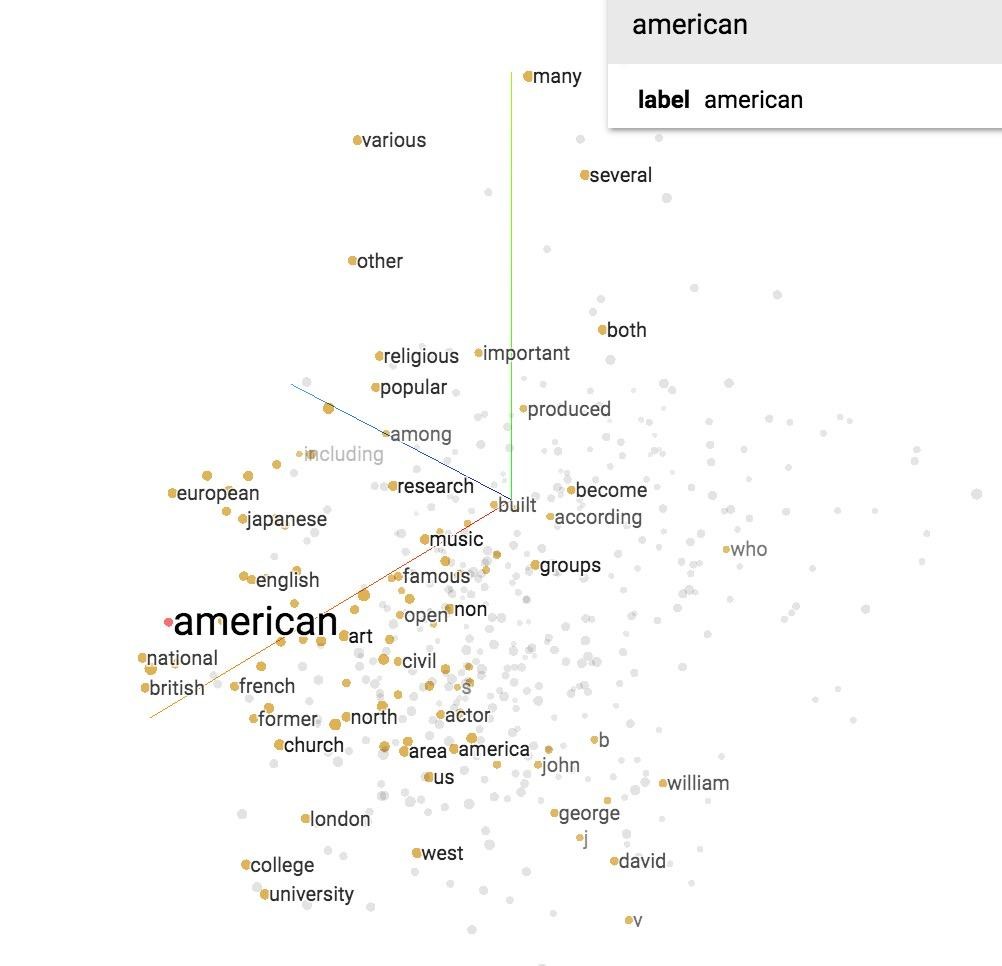 american
label american
many
various
several
other
both
religious
important
popular
produced
among
including
research
become
european
built
according
japanese
music
who
groups
english
famous
non
open
american
art
national
civil
british
french
s
former
north
actor
church
area
america
b
john
us
william
george
london
j
west
david
college
university
v